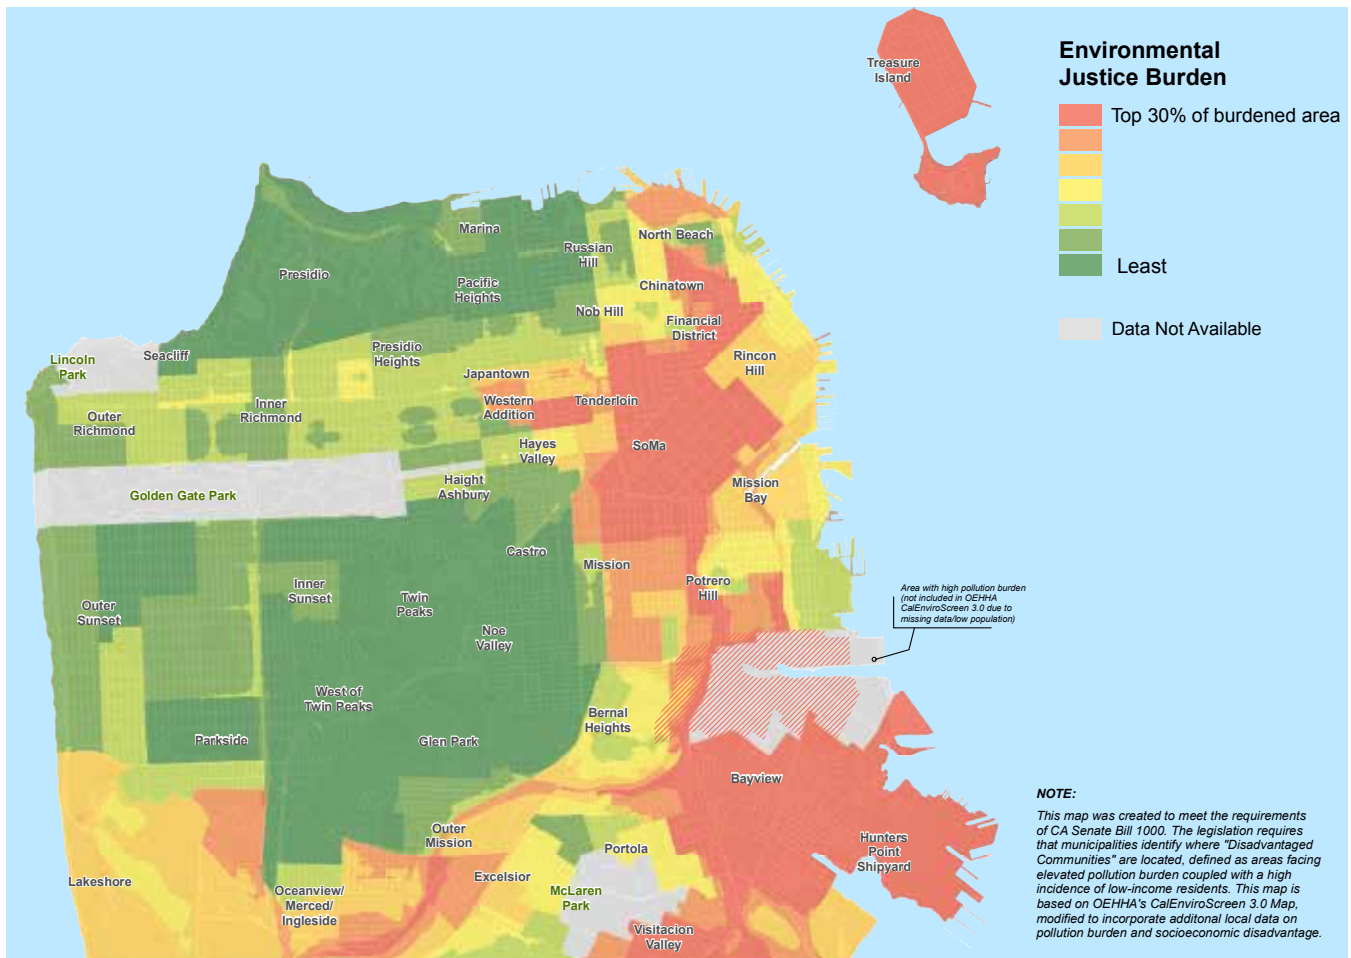 Environmental
Justice Burden
Top 30% of burdened area
Least
Data Not Available
Treasure
Island
Marina
Russian
Hill
North Beach
Presidio
Pacific
Heights
Chinatown
Nob Hill
Financial
District
Seacliff
Lincoln
Park
Presidio
Heights
Rincon
Hill
Japantown
Outer
Richmond
Inner
Richmond
Western
Addition
Tenderloin
Hayes
Valley
SoMa
Golden Gate Park
Haight
Ashbury
Mission
Bay
Castro
Mission
Inner
Sunset
Twin
Peaks
Potrero
Hill
Outer
Sunset
Noe
Valley
Area with high pollution burden
(not included in OEHHA
CalEnviroScreen 3.0 due to
missing data/low population)
West of
Twin Peaks
Bernal
Heights
Parkside
Glen Park
Bayview
Outer
Mission
Portola
Hunters
Point
Shipyard
Lakeshore
Oceanview/
Merced/
Ingleside
Excelsior
McLaren
Park
Visitacion
Valley
NOTE:
This map was created to meet the requirements
of CA Senate Bill 1000. The legislation requires
that municipalities identify where "Disadvantaged
Communities" are located, defined as areas facing
elevated pollution burden coupled with a high
incidence of low-income residents. This map is
based on OEHHA's CalEnviroScreen 3.0 Map,
modified to incorporate additonal local data on
pollution burden and socioeconomic disadvantage.